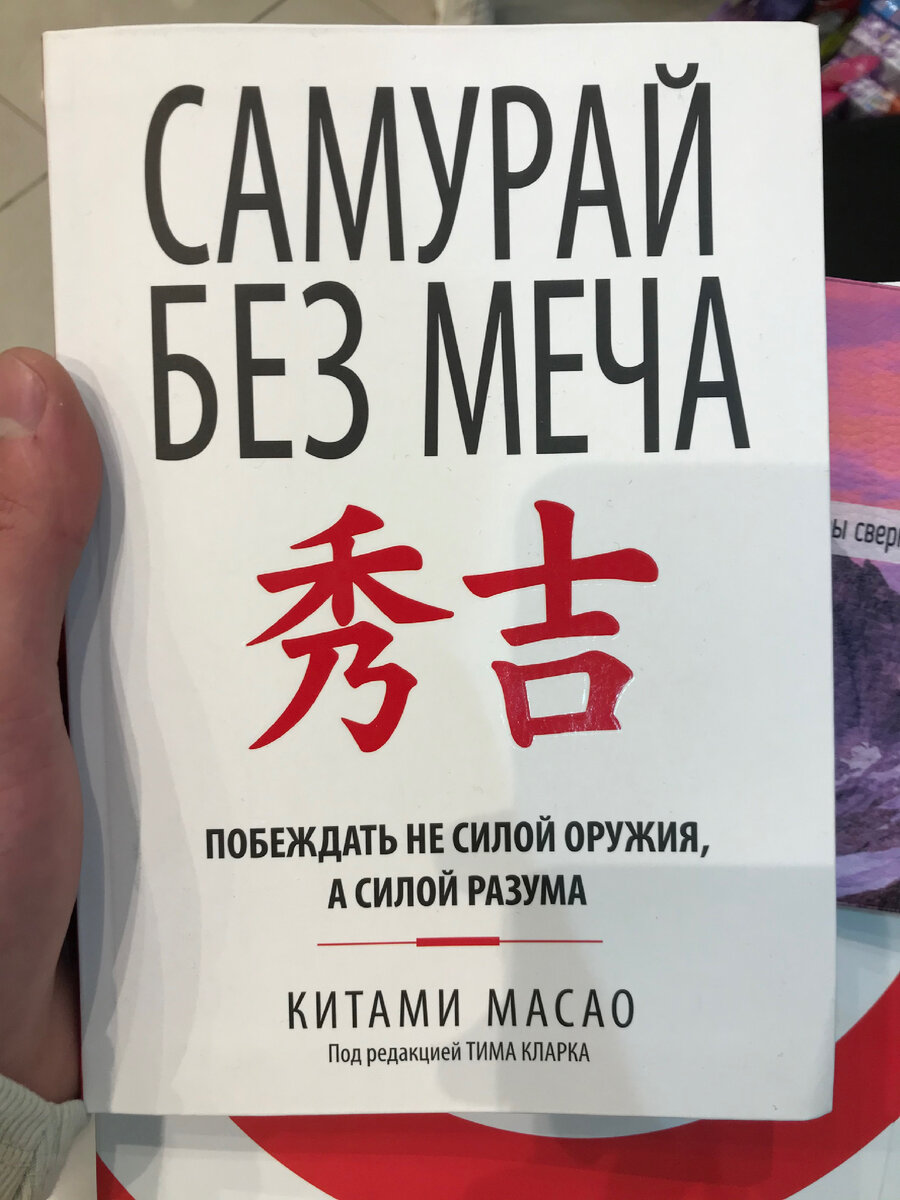 САМУРАЙ
БЕЗ МЕЧА
秀吉
ПОБЕЖДАТЬ НЕ СИЛОЙ ОРУЖИЯ,
А СИЛОЙ РАЗУМА
КИТАМИ МАСАО
Под редакцией ТИМА КЛАРКА